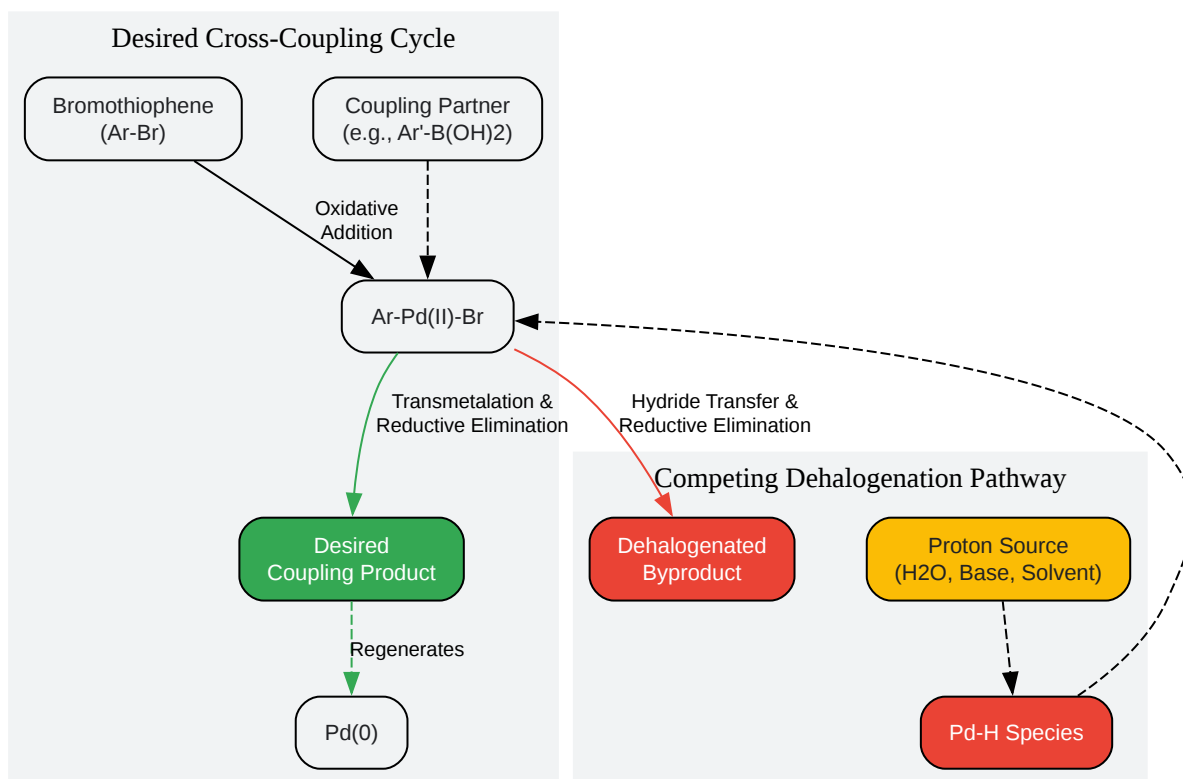 Desired Cross-Coupling Cycle
Bromothiophene
(Ar-Br)
Coupling Partner
(e.g., Ar'-B(OH)2)
Oxidative
Addition
Ar-Pd(II)-Br
Transmetalation &
Reductive Elimination
Hydride Transfer &
Reductive Elimination
Competing Dehalogenation Pathway
Desired
Coupling Product
Dehalogenated
Byproduct
Proton Source
(H2O, Base, Solvent)
Regenerates
Pd(0)
Pd-H Species